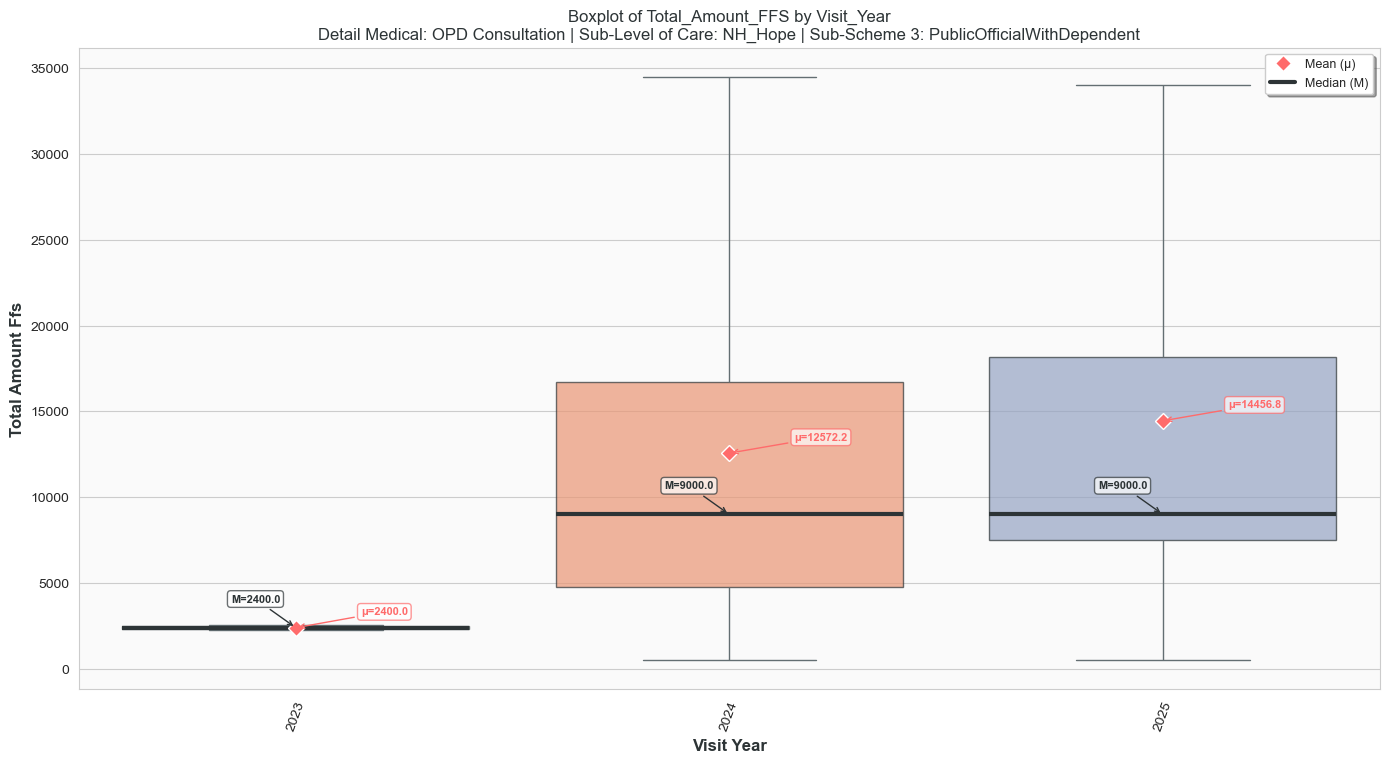 Boxplot of Total_Amount_FFS by Visit_Year
Detail Medical: OPD Consultation | Sub-Level of Care: NH_Hope | Sub-Scheme 3: PublicOfficialWithDependent
Mean (μ)
Median (M)
Total Amount Ffs
35000
30000
25000
20000
15000
10000
5000
0
M=2400.0
μ=2400.0
M=9000.0
μ=12572.2
M=9000.0
μ=14456.8
2023
2024
2025
Visit Year